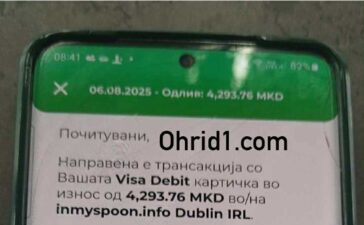 08:41 82%
× 06.08.2025 - Одлив: 4,293.76 MKD
Почитувани,
Ohrid1.com
Направена е трансакција со
Вашата Visa Debit картичка во
износ од 4,293.76 MKD во/на
inmyspoon.info Dublin IRL.